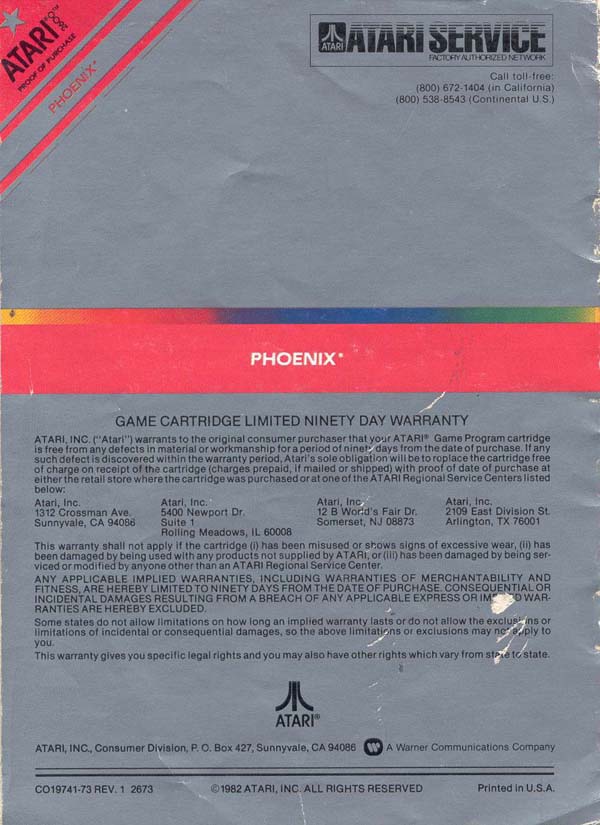 ATARI® 2600™
PROOF OF PURCHASE
PHOENIX*
ATARI ATARI SERVICE
FACTORY AUTHORIZED NETWORK
Call toll-free:
(800) 672-1404 (in California)
(800) 538-8543 (Continental U.S.)
PHOENIX*
GAME CARTRIDGE LIMITED NINETY DAY WARRANTY
ATARI, INC. ("Atari") warrants to the original consumer purchaser that your ATARI® Game Program cartridge
is free from any defects in material or workmanship for a period of ninety days from the date of purchase. If any
such defect is discovered within the warranty period, Atari's sole obligation will be to roplace the cartridge free
of charge on receipt of the cartridge (charges prepaid, if mailed or shipped) with proof of date of purchase at
either the retail store where the cartridge was purchased or at one of the ATARI Regional Service Centers listed
below:
Atari, Inc. Atari, Inc. Atari, Inc. Atari, Inc.
1312 Crossman Ave. 5400 Newport Dr. 12 B World's Fair Dr. 2109 East Division St.
Sunnyvale, CA 94086 Suite 1 Somerset, NJ 08873 Arlington, TX 76001
Rolling Meadows, IL 60008
This warranty shall not apply if the cartridge (i) has been misused or shows signs of excessive wear, (ii) has
been damaged by being used with any products not supplied by ATARI, or (iii) has been damaged by being ser-
viced or modified by anyone other than an ATARI Regional Service Center.
ANY APPLICABLE IMPLIED WARRANTIES, INCLUDING WARRANTIES OF MERCHANTABILITY AND
FITNESS, ARE HEREBY LIMITED TO NINETY DAYS FROM THE DATE OF PURCHASE. CONSEQUENTIAL OR
INCIDENTAL DAMAGES RESULTING FROM A BREACH OF ANY APPLICABLE EXPRESS OR IMPLIED WAR-
RANTIES ARE HEREBY EXCLUDED.
Some states do not allow limitations on how long an implied warranty lasts or do not allow the exclusions or
limitations of incidental or consequential damages, so the above limitations or exclusions may not apply to
you.
This warranty gives you specific legal rights and you may also have other rights which vary from state to state.
ATARI®
ATARI, INC., Consumer Division, P. O. Box 427, Sunnyvale, CA 94086 A Warner Communications Company
CO19741-73 REV. 1 2673 ©1982 ATARI, INC. ALL RIGHTS RESERVED Printed in U.S.A.